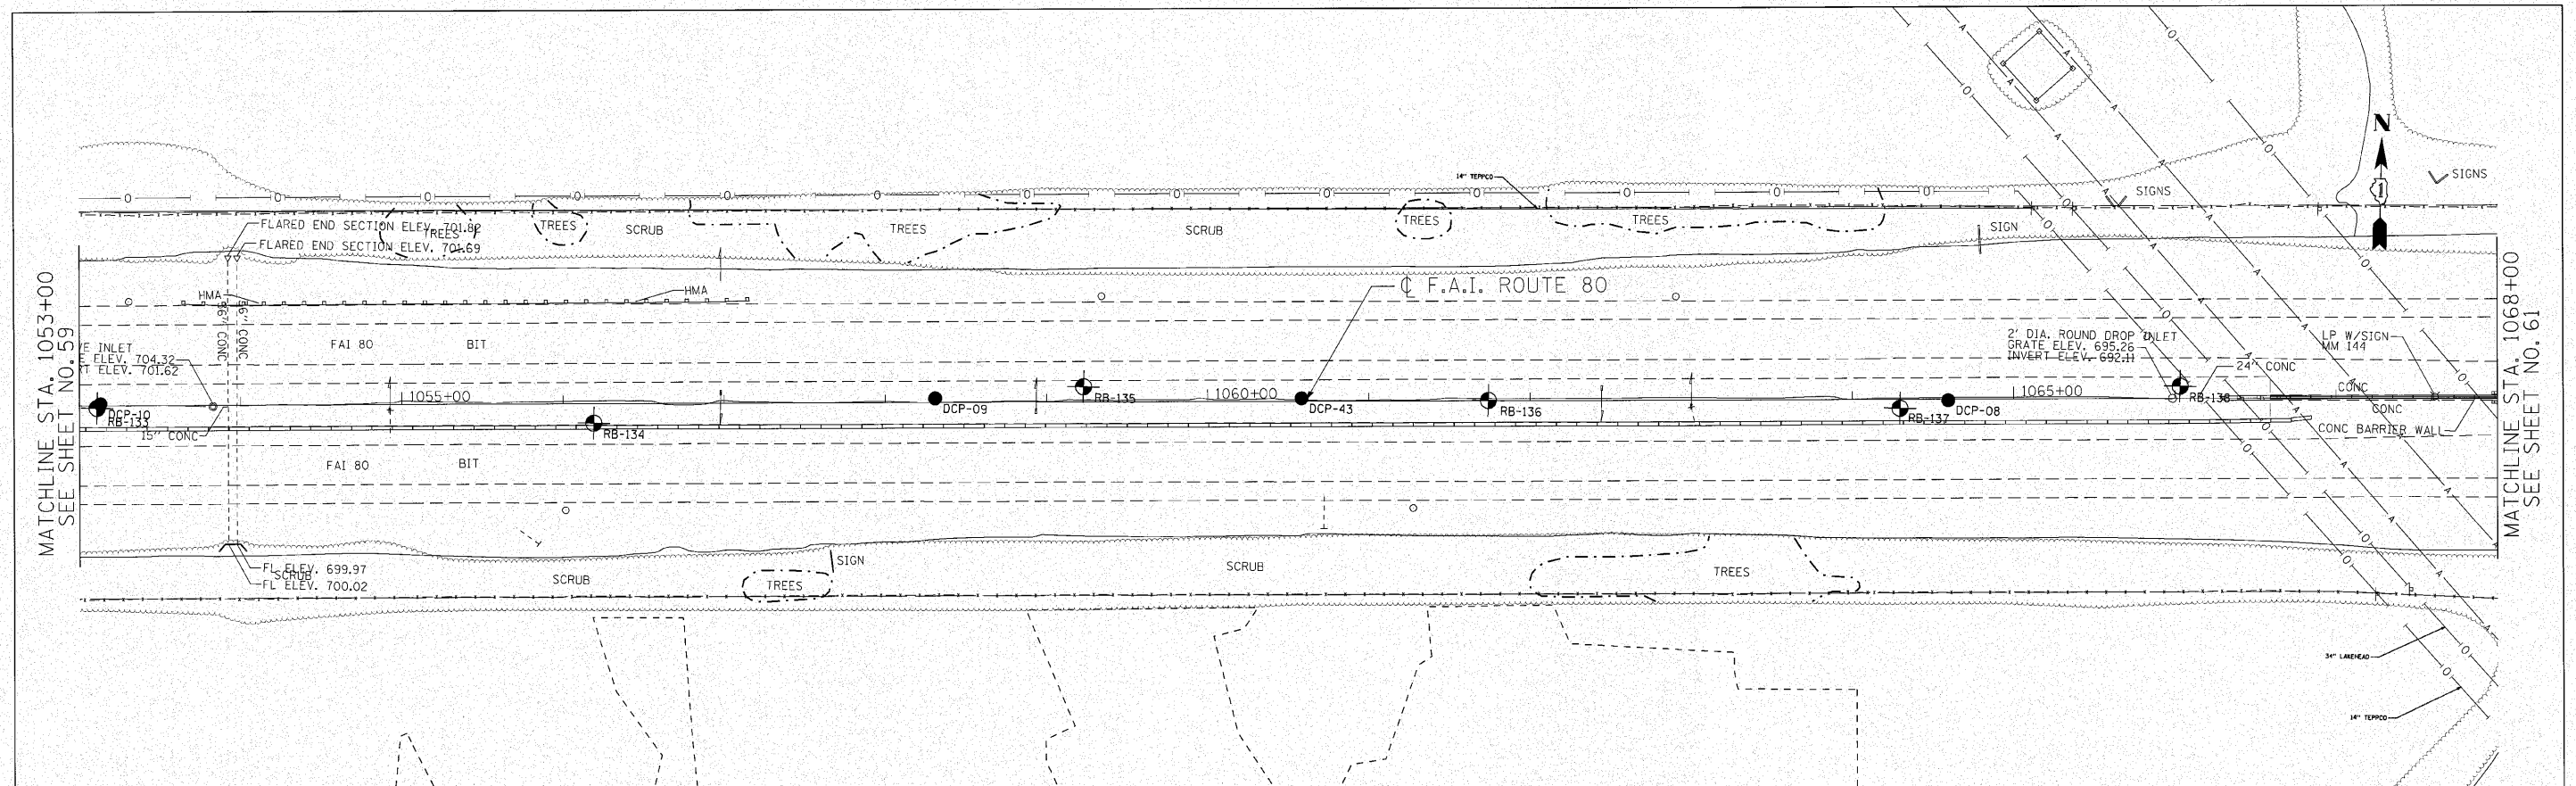 14" TEPPCO
N
1
SIGNS
SIGNS
FLARED END SECTION ELEV. 701.82
TREES
FLARED END SECTION ELEV. 701.69
TREES
SCRUB
TREES
SCRUB
TREES
TREES
SIGN
HMA
HMA
℄ F.A.I. ROUTE 80
MATCHLINE STA. 1053+00
SEE SHEET NO. 59
CONC
CONC
INLET
ELEV. 704.32
ELEV. 701.62
FAI 80
BIT
2' DIA. ROUND DROP INLET
GRATE ELEV. 695.26
INVERT ELEV. 692.11
LP W/SIGN
MM 144
24" CONC
CONC
CONC
CONC BARRIER WALL
MATCHLINE STA. 1068+00
SEE SHEET NO. 61
1055+00
1060+00
1065+00
DCP-10
RB-133
15" CONC
RB-134
DCP-09
RB-135
DCP-43
RB-136
RB-137
DCP-08
RB-138
FAI 80
BIT
FL ELEV. 699.97
SCRUB
FL ELEV. 700.02
SCRUB
TREES
SIGN
SCRUB
TREES
34" LAKEHEAD
14" TEPPCO